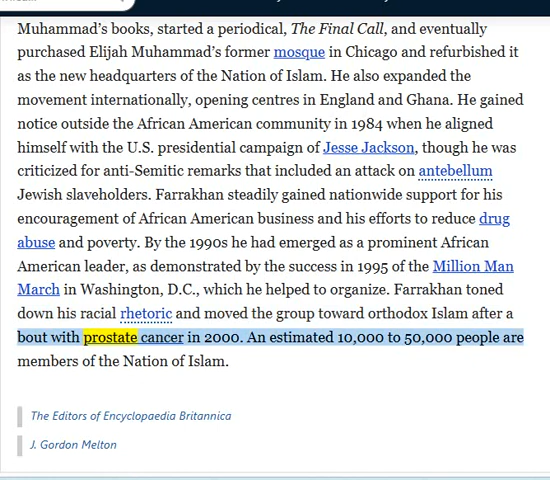 Muhammad’s books, started a periodical, The Final Call, and eventually
purchased Elijah Muhammad’s former mosque in Chicago and refurbished it
as the new headquarters of the Nation of Islam. He also expanded the
movement internationally, opening centres in England and Ghana. He gained
notice outside the African American community in 1984 when he aligned
himself with the U.S. presidential campaign of Jesse Jackson, though he was
criticized for anti-Semitic remarks that included an attack on antebellum
Jewish slaveholders. Farrakhan steadily gained nationwide support for his
encouragement of African American business and his efforts to reduce drug
abuse and poverty. By the 1990s he had emerged as a prominent African
American leader, as demonstrated by the success in 1995 of the Million Man
March in Washington, D.C., which he helped to organize. Farrakhan toned
down his racial rhetoric and moved the group toward orthodox Islam after a
bout with prostate cancer in 2000. An estimated 10,000 to 50,000 people are
members of the Nation of Islam.
The Editors of Encyclopaedia Britannica
J. Gordon Melton